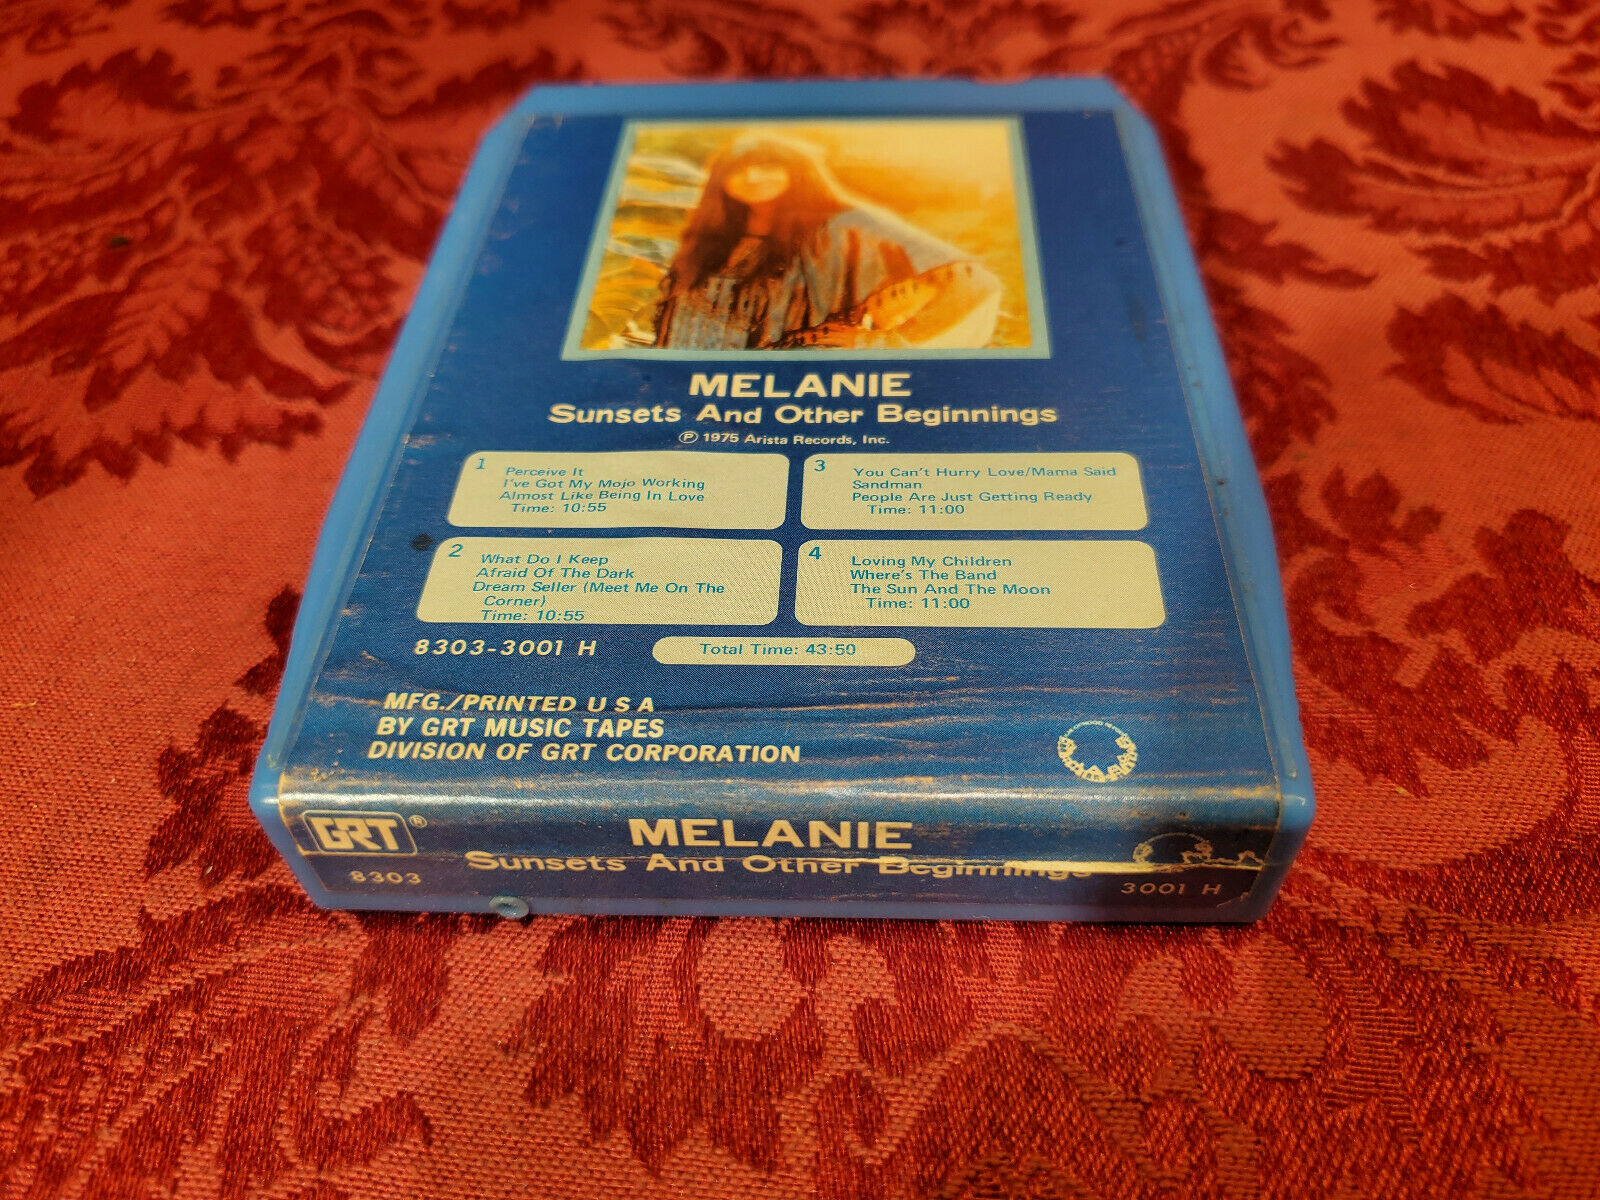 MELANIE
Sunsets And Other Beginnings
Ⓟ 1975 Arista Records, Inc.
1
Perceive It
I've Got My Mojo Working
Almost Like Being In Love
Time: 10:55
2
What Do I Keep
Afraid Of The Dark
Dream Seller (Meet Me On The
Corner)
Time: 10:55
3
You Can't Hurry Love/Mama Said
Sandman
People Are Just Getting Ready
Time: 11:00
4
Loving My Children
Where's The Band
The Sun And The Moon
Time: 11:00
8303-3001 H
Total Time: 43:50
MFG./PRINTED U S A
BY GRT MUSIC TAPES
DIVISION OF GRT CORPORATION
GRT®
8303
MELANIE
Sunsets And Other Beginnings
3001 H